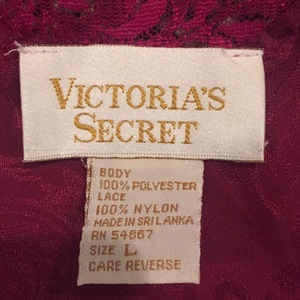 VICTORIA'S
SECRET
BODY
100% POLYESTER
LACE
100% NYLON
MADE IN SRI LANKA
RN 54867
SIZE L
CARE REVERSE